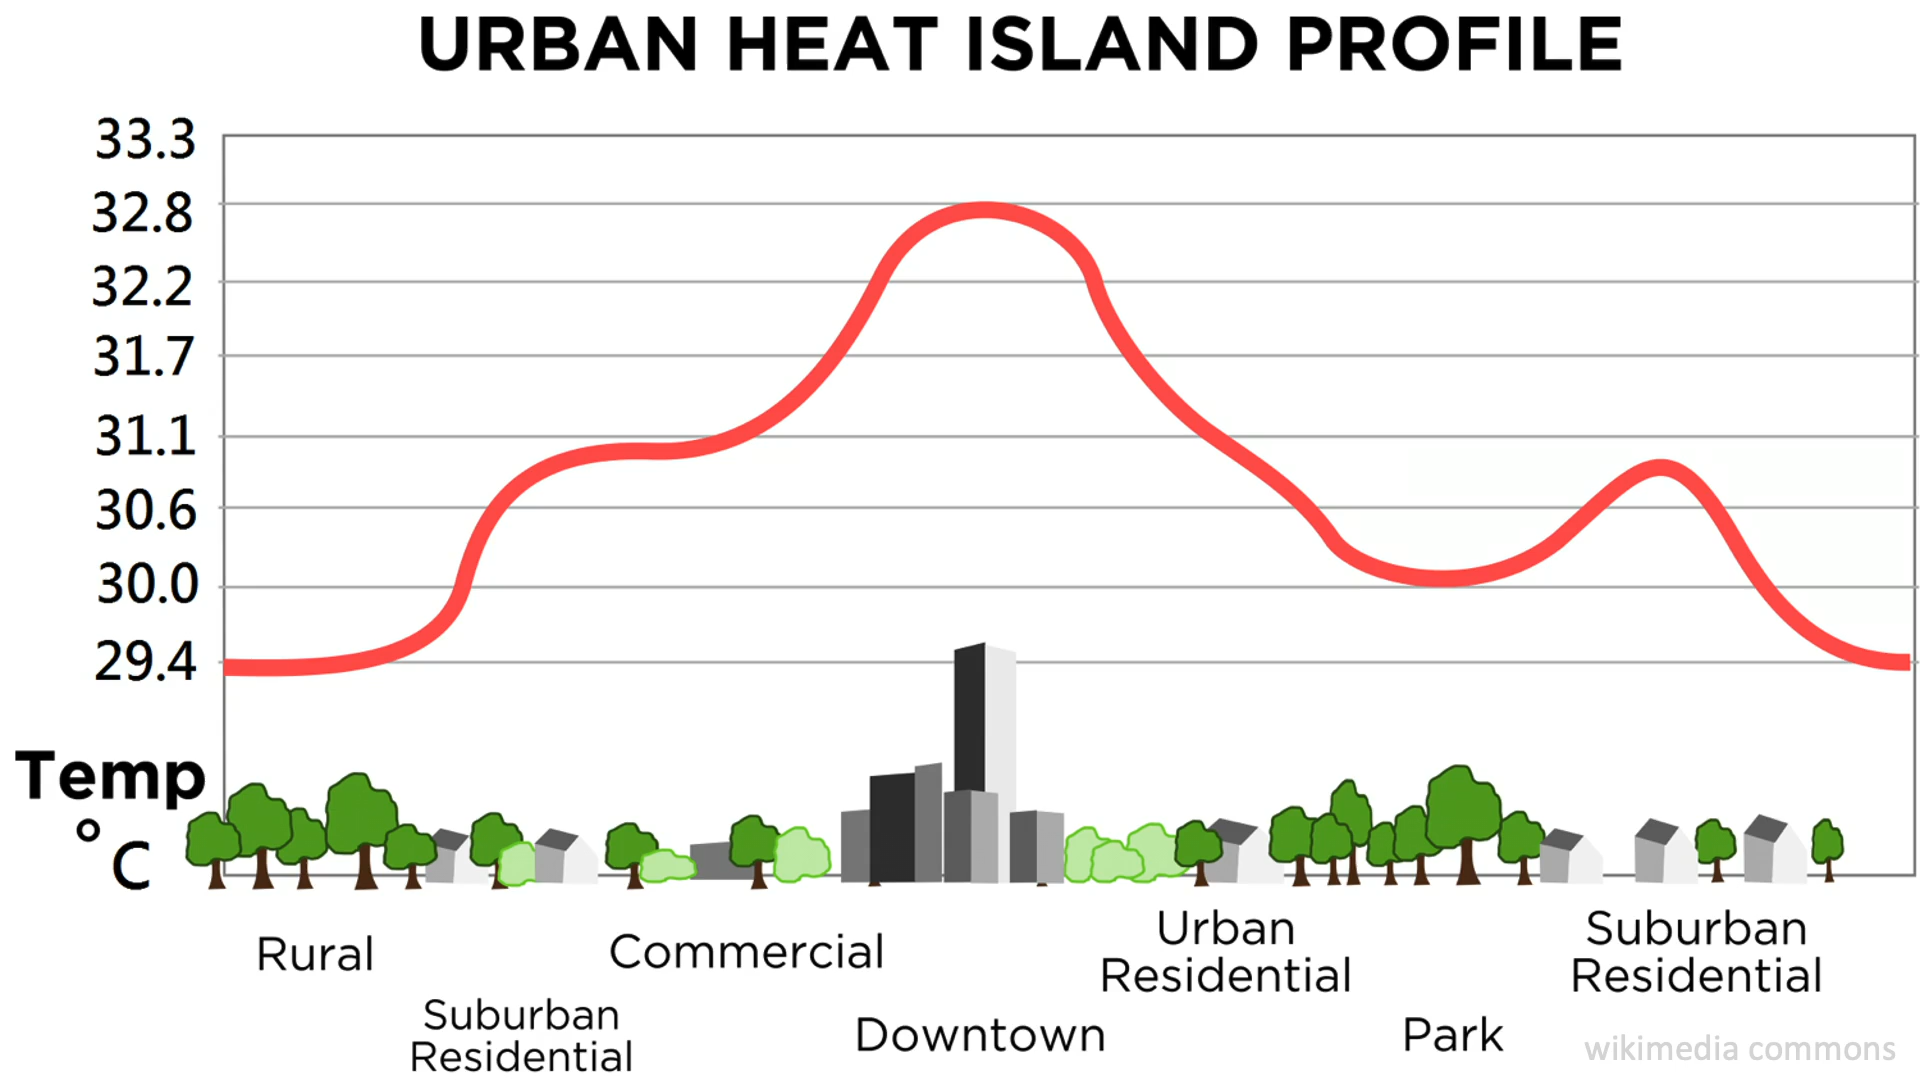 URBAN HEAT ISLAND PROFILE
33.3
32.8
32.2
31.7
31.1
30.6
30.0
29.4
Temp
°C
Rural
Suburban
Residential
Commercial
Downtown
Urban
Residential
Park
Suburban
Residential
wikimedia commons